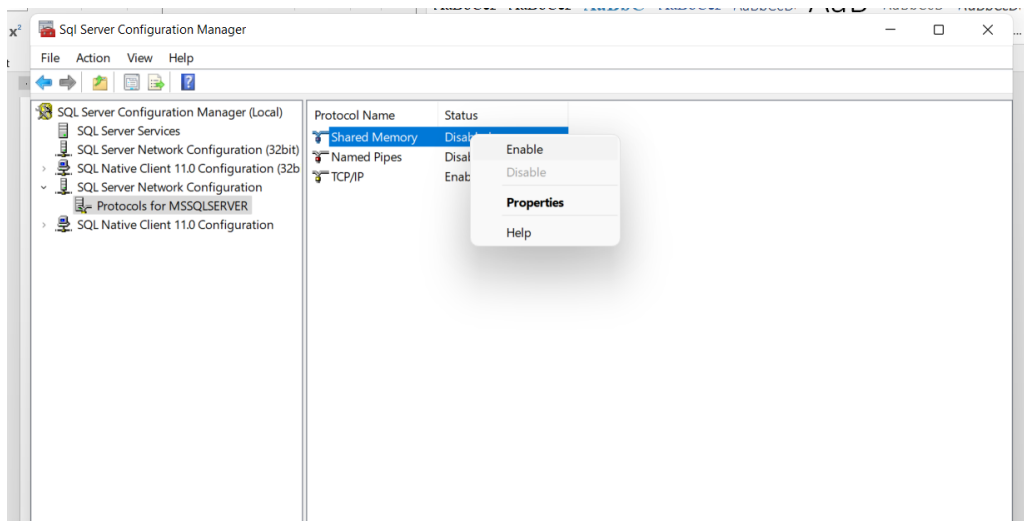 x²
Sql Server Configuration Manager
File Action View Help
SQL Server Configuration Manager (Local)
SQL Server Services
SQL Server Network Configuration (32bit)
SQL Native Client 11.0 Configuration (32b
SQL Server Network Configuration
Protocols for MSSQLSERVER
SQL Native Client 11.0 Configuration
Protocol Name Status
Shared Memory
Named Pipes
TCP/IP Enab
Enable
Disable
Properties
Help